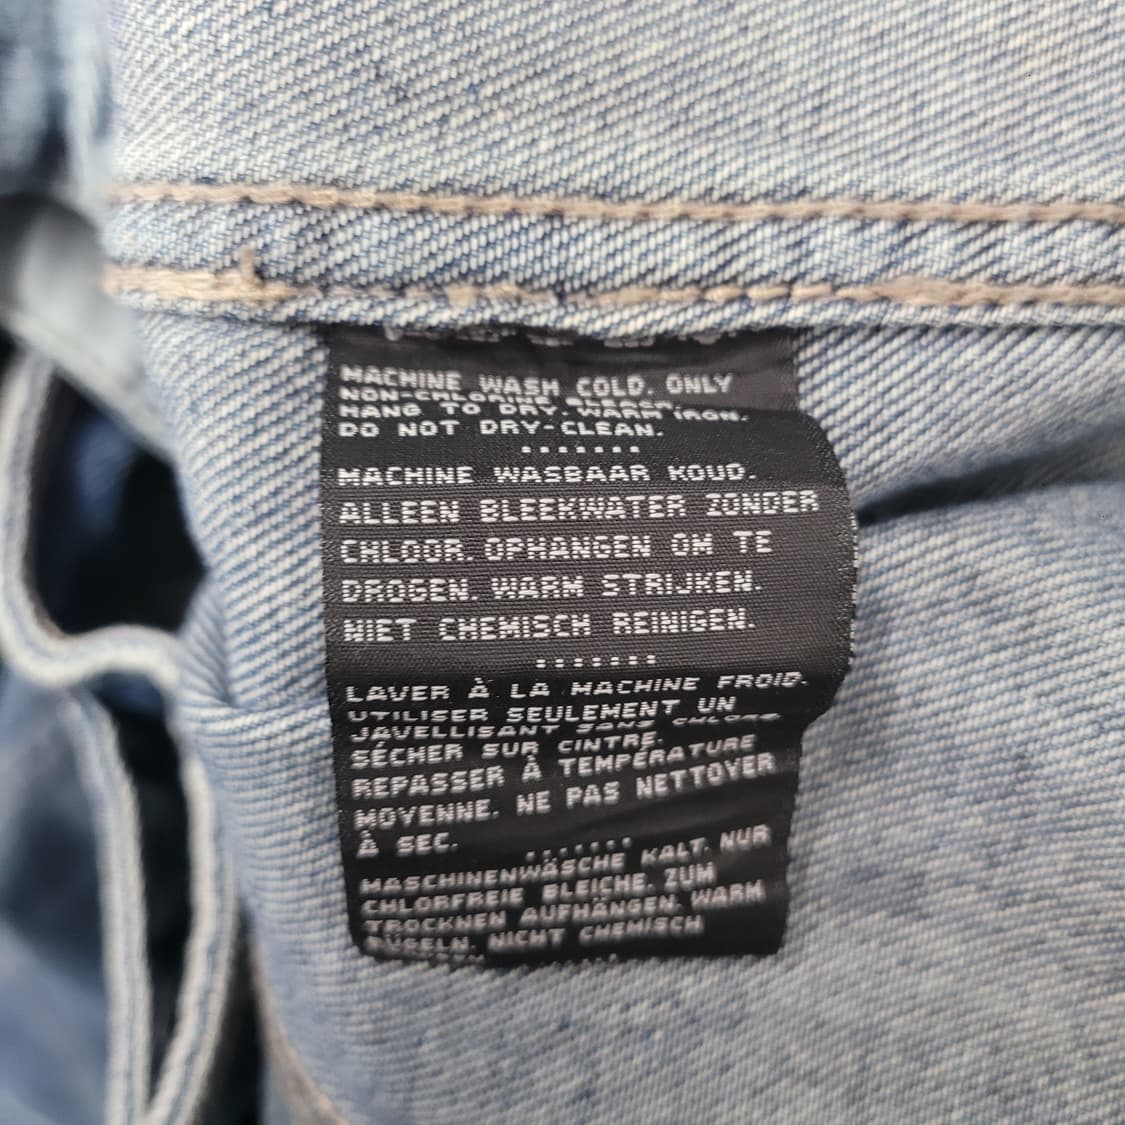 MACHINE WASH COLD. ONLY
NON-CHLORINE BLEACH.
HANG TO DRY. WARM IRON.
DO NOT DRY-CLEAN.
.......
MACHINE WASBAAR KOUD.
ALLEEN BLEEKWATER ZONDER
CHLOOR. OPHANGEN OM TE
DROGEN. WARM STRIJKEN.
NIET CHEMISCH REINIGEN.
.......
LAVER À LA MACHINE FROID.
UTILISER SEULEMENT UN
JAVELLISANT SANS CHLORE
SÉCHER SUR CINTRE.
REPASSER À TEMPÉRATURE
MOYENNE. NE PAS NETTOYER
À SEC.
.......
MASCHINENWÄSCHE KALT. NUR
CHLORFREIE BLEICHE. ZUM
TROCKNEN AUFHÄNGEN. WARM
BÜGELN. NICHT CHEMISCH